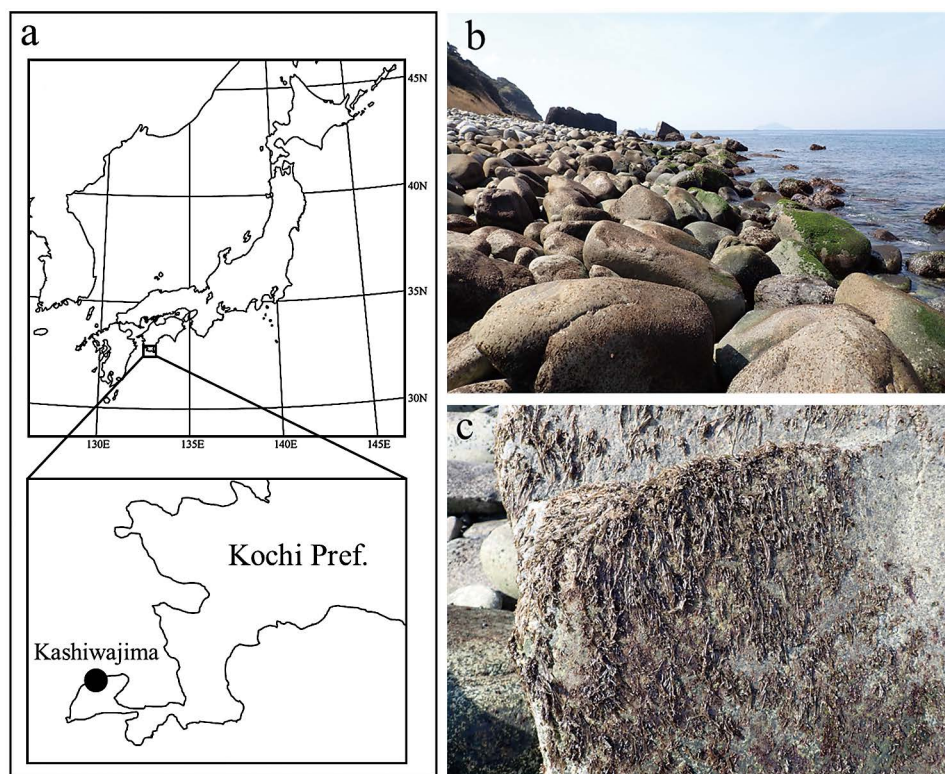 a
45N
40N
35N
30N
130E 135E 140E 145E
Kochi Pref.
Kashiwajima
b
c